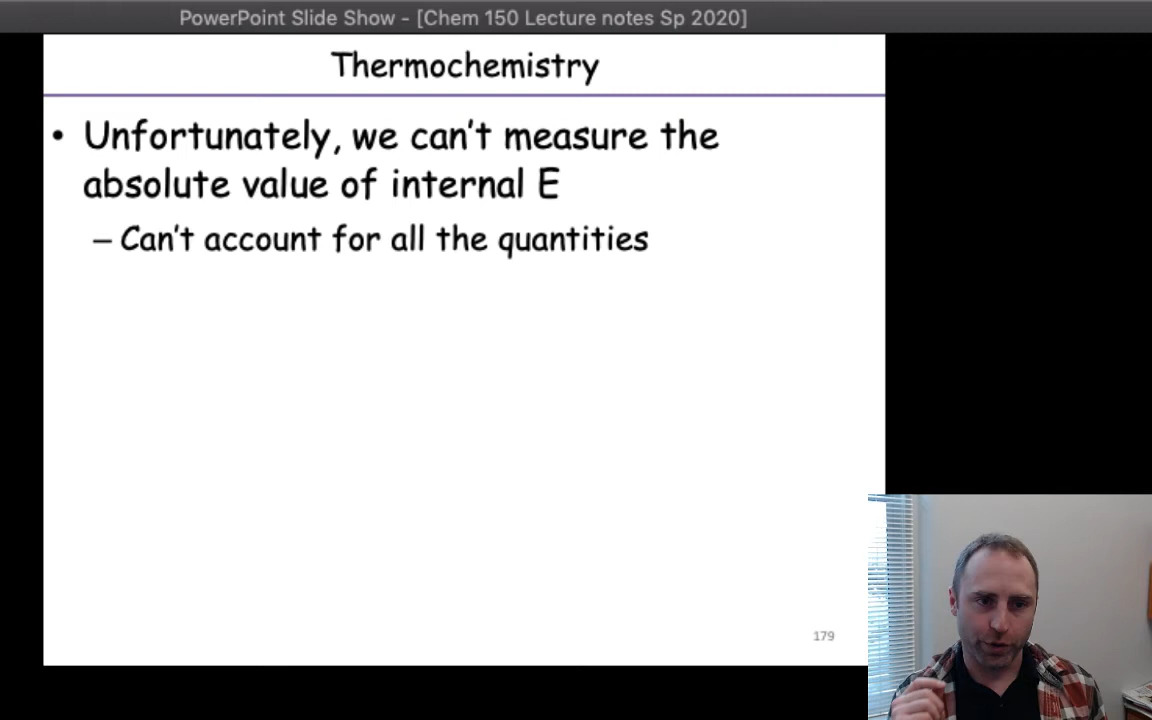 PowerPoint Slide Show - [Chem 150 Lecture notes Sp 2020]
Thermochemistry
• Unfortunately, we can't measure the
absolute value of internal E
– Can't account for all the quantities
179